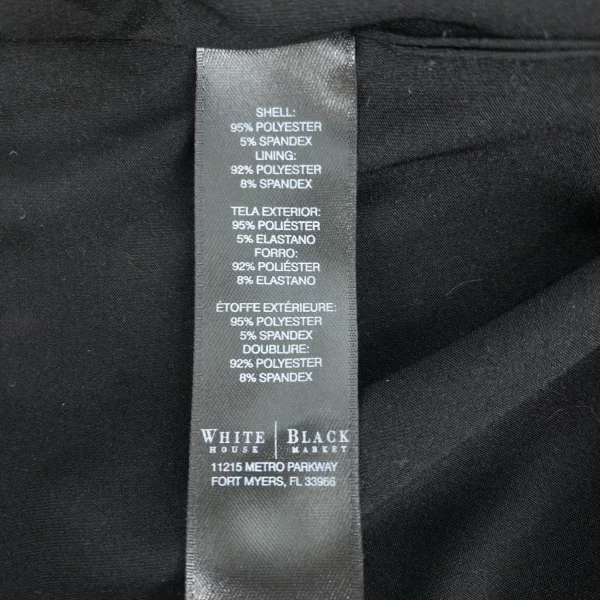 SHELL:
95% POLYESTER
5% SPANDEX
LINING:
92% POLYESTER
8% SPANDEX
TELA EXTERIOR:
95% POLIÉSTER
5% ELASTANO
FORRO:
92% POLIÉSTER
8% ELASTANO
ÉTOFFE EXTÉRIEURE:
95% POLYESTER
5% SPANDEX
DOUBLURE:
92% POLYESTER
8% SPANDEX
WHITE | BLACK
HOUSE | MARKET
11215 METRO PARKWAY
FORT MYERS, FL 33966